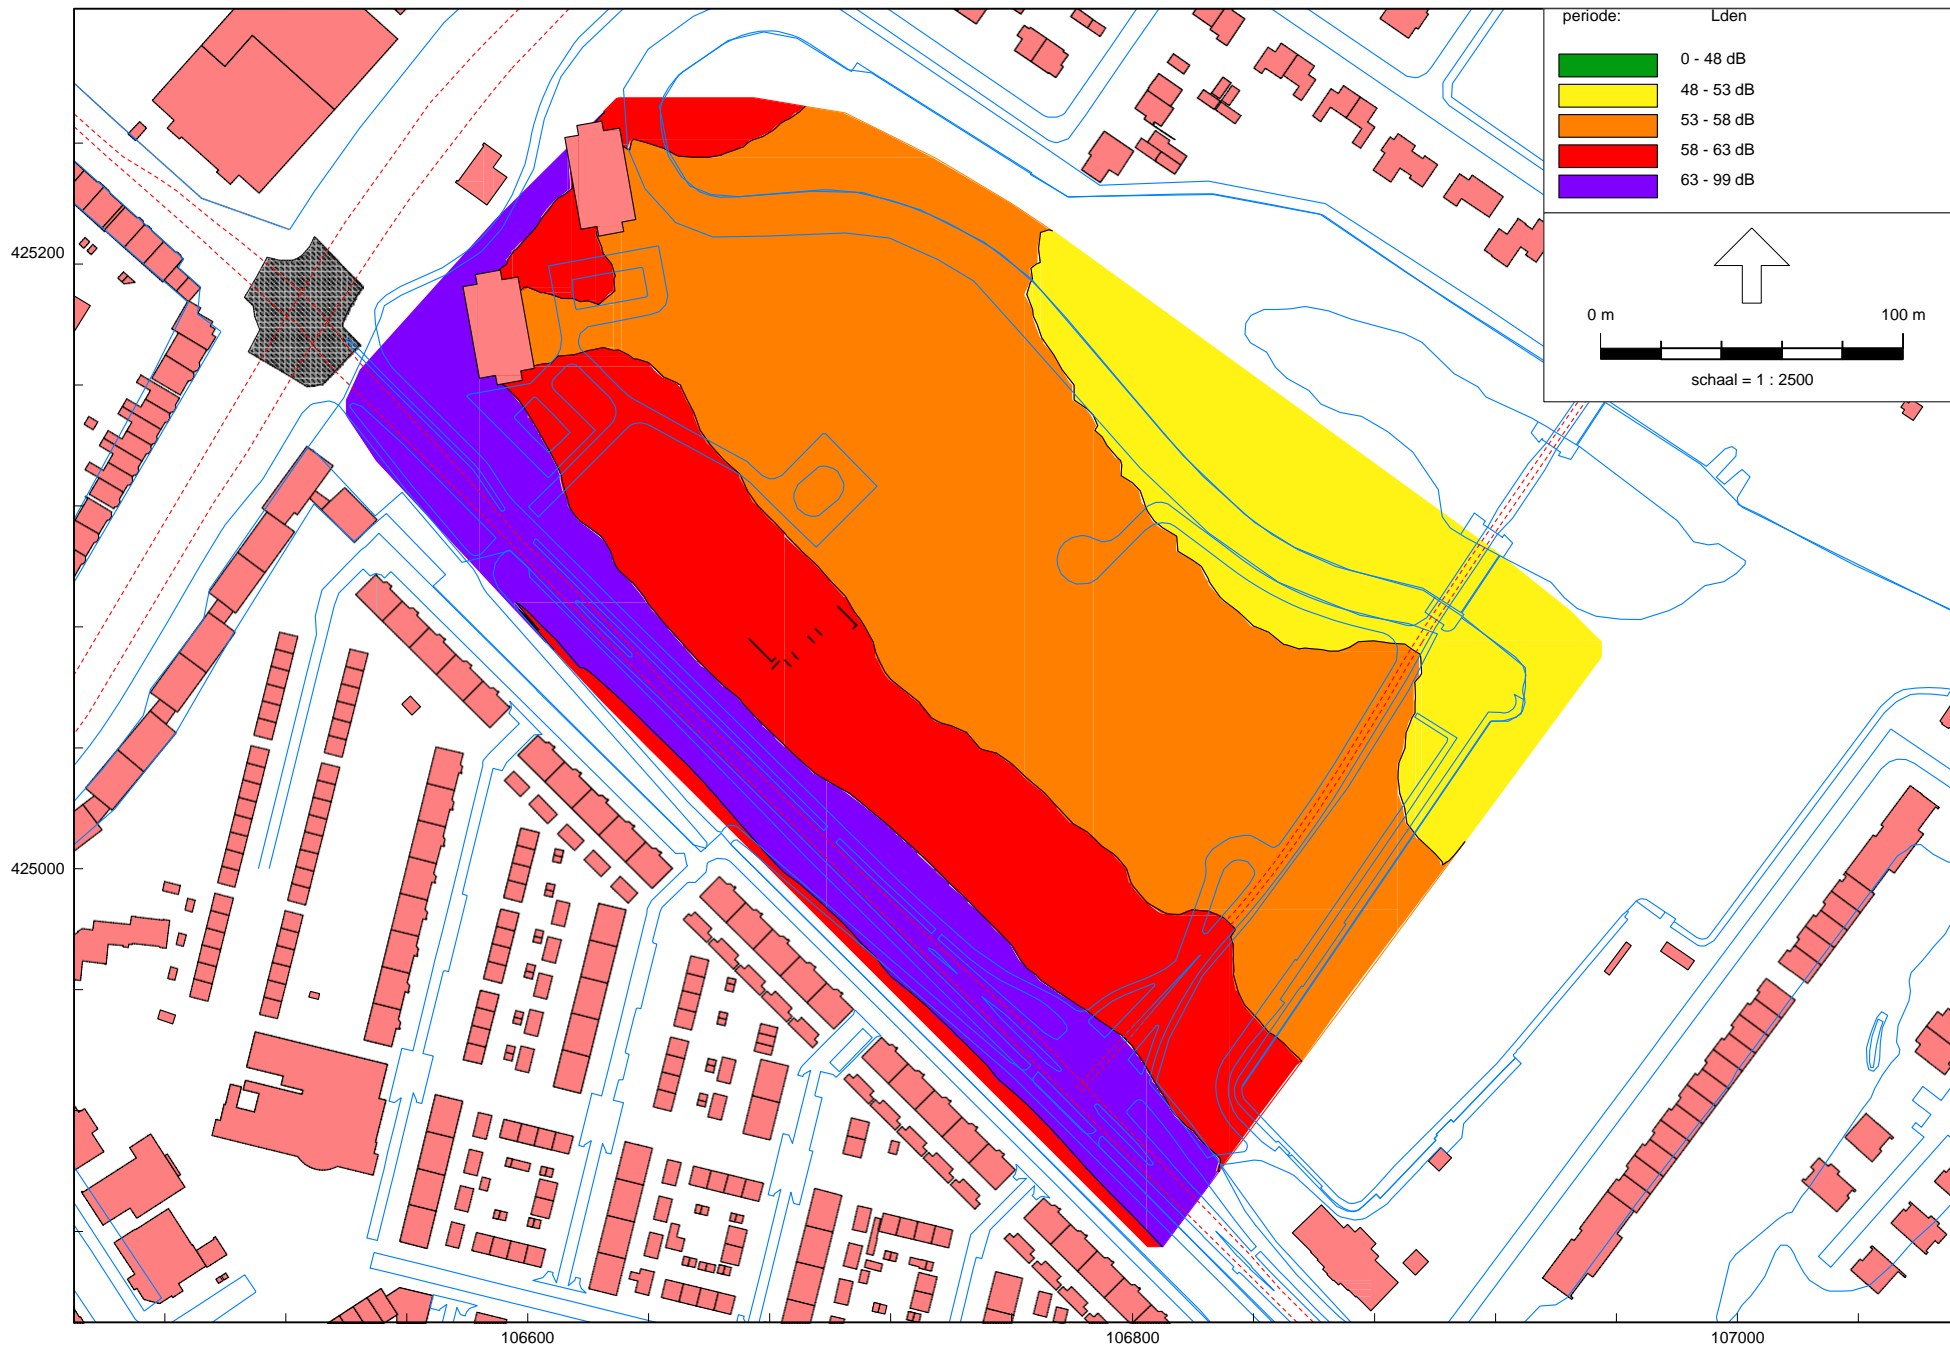 periode: Lden
0 - 48 dB
48 - 53 dB
53 - 58 dB
58 - 63 dB
63 - 99 dB
0 m 100 m
schaal = 1 : 2500
425200
425000
106600 106800 107000